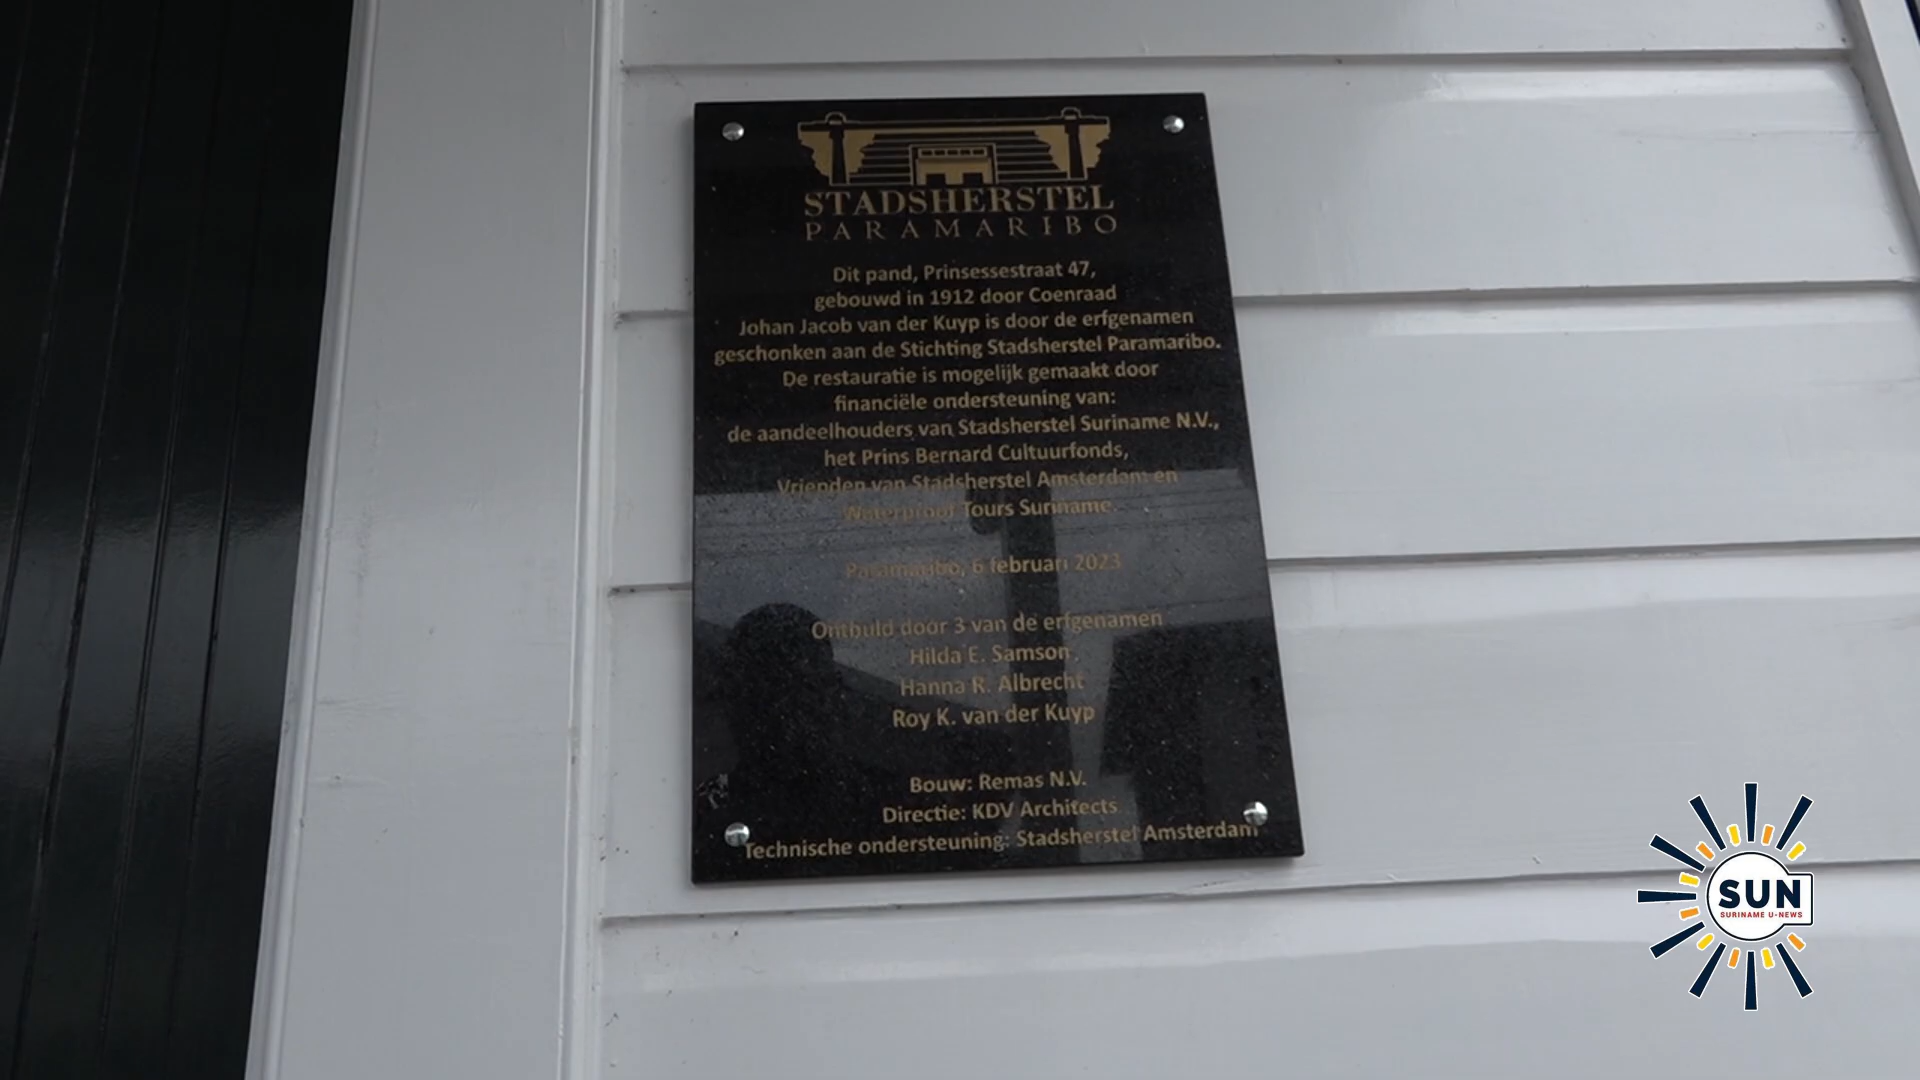 STADSHERSTEL
PARAMARIBO
Dit pand, Prinsessestraat 47,
gebouwd in 1912 door Coenraad
Johan Jacob van der Kuyp is door de erfgenamen
geschonken aan de Stichting Stadsherstel Paramaribo.
De restauratie is mogelijk gemaakt door
financiële ondersteuning van:
de aandeelhouders van Stadsherstel Suriname N.V.,
het Prins Bernard Cultuurfonds,
Vrienden van Stadsherstel Amsterdam en
Waterproof Tours Suriname.
Paramaribo, 6 februari 2023
Onthuld door 3 van de erfgenamen
Hilda E. Samson
Hanna R. Albrecht
Roy K. van der Kuyp
Bouw: Remas N.V.
Directie: KDV Architects
Technische ondersteuning: Stadsherstel Amsterdam
SUN
SURINAME U-NEWS